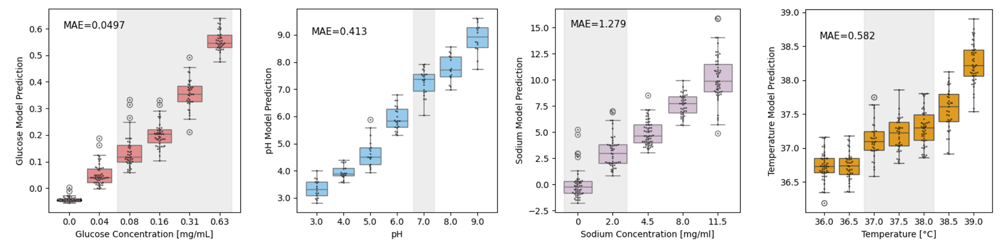 MAE=0.0497
Glucose Model Prediction
0.6
0.5
0.4
0.3
0.2
0.1
0.0
0.0 0.04 0.08 0.16 0.31 0.63
Glucose Concentration [mg/mL]
MAE=0.413
pH Model Prediction
9.0
8.0
7.0
6.0
5.0
4.0
3.0
3.0 4.0 5.0 6.0 7.0 8.0 9.0
pH
MAE=1.279
Sodium Model Prediction
15.0
12.5
10.0
7.5
5.0
2.5
0.0
−2.5
0 2.0 4.5 8.0 11.5
Sodium Concentration [mg/ml]
MAE=0.582
Temperature Model Prediction
39.0
38.5
38.0
37.5
37.0
36.5
36.0 36.5 37.0 37.5 38.0 38.5 39.0
Temperature [°C]